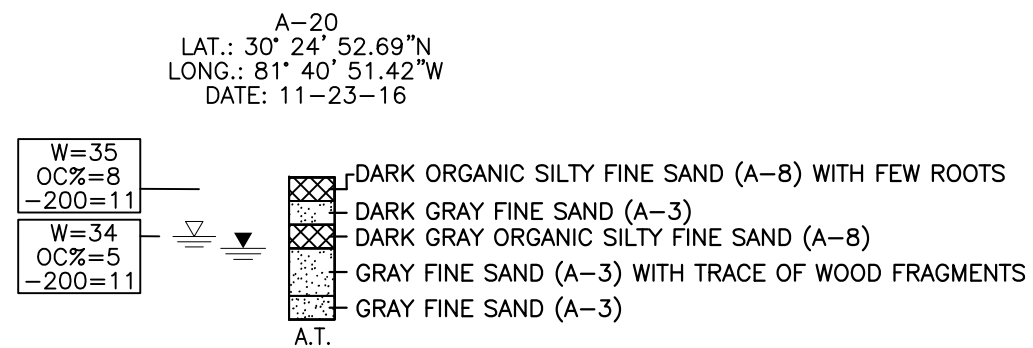 A-20
LAT.: 30° 24' 52.69"N
LONG.: 81° 40' 51.42"W
DATE: 11-23-16
W=35
OC%=8
-200=11
W=34
OC%=5
-200=11
DARK ORGANIC SILTY FINE SAND (A-8) WITH FEW ROOTS
DARK GRAY FINE SAND (A-3)
DARK GRAY ORGANIC SILTY FINE SAND (A-8)
GRAY FINE SAND (A-3) WITH TRACE OF WOOD FRAGMENTS
GRAY FINE SAND (A-3)
A.T.